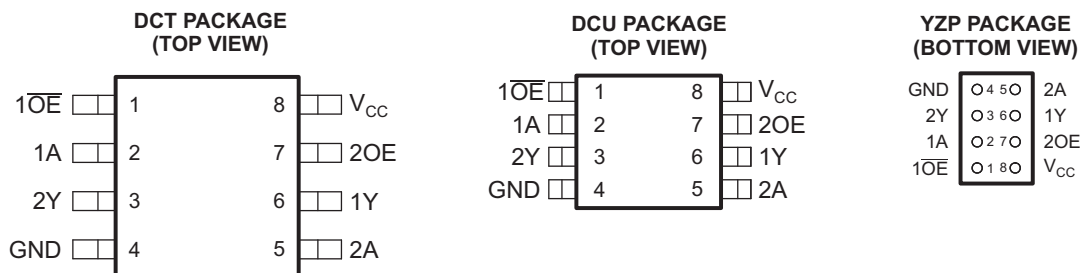 DCT PACKAGE
(TOP VIEW)
1O̅E̅ 1 8 VCC
1A 2 7 2OE
2Y 3 6 1Y
GND 4 5 2A
DCU PACKAGE
(TOP VIEW)
1O̅E̅ 1 8 VCC
1A 2 7 2OE
2Y 3 6 1Y
GND 4 5 2A
YZP PACKAGE
(BOTTOM VIEW)
GND 4 5 2A
2Y 3 6 1Y
1A 2 7 2OE
1O̅E̅ 1 8 VCC